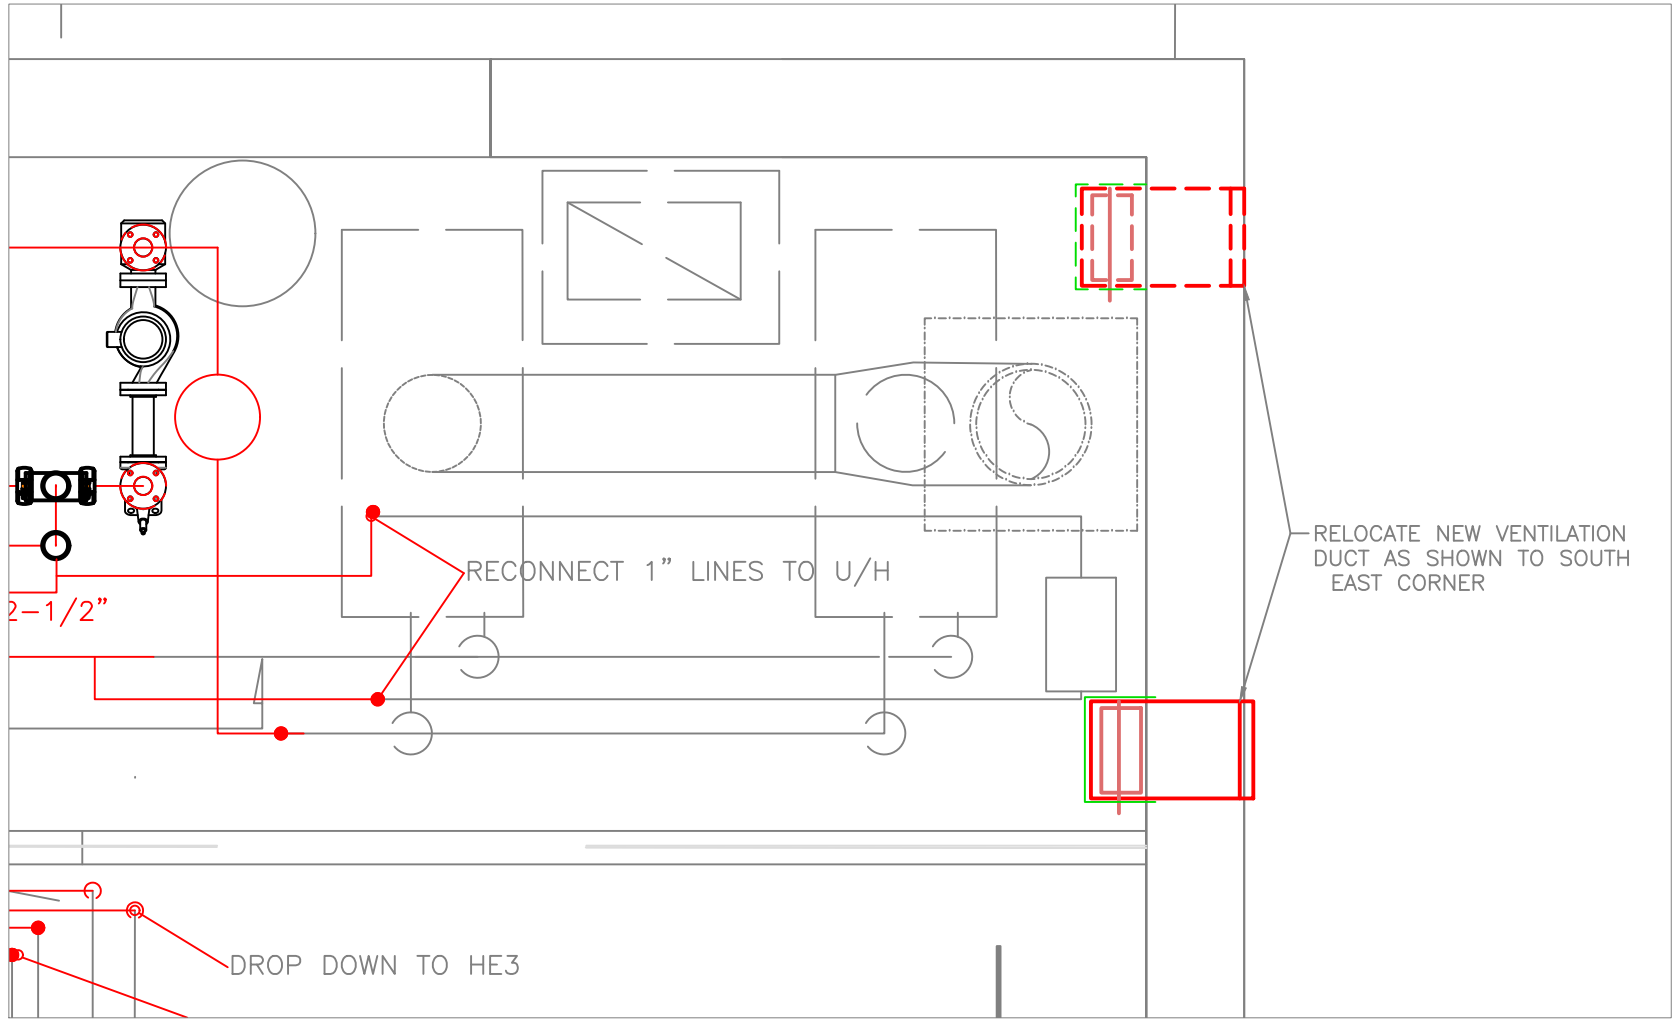 RELOCATE NEW VENTILATION
DUCT AS SHOWN TO SOUTH
EAST CORNER
RECONNECT 1” LINES TO U/H
2-1/2”
DROP DOWN TO HE3